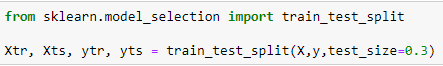 from sklearn.model_selection import train_test_split
Xtr, Xts, ytr, yts = train_test_split(X,y,test_size=0.3)